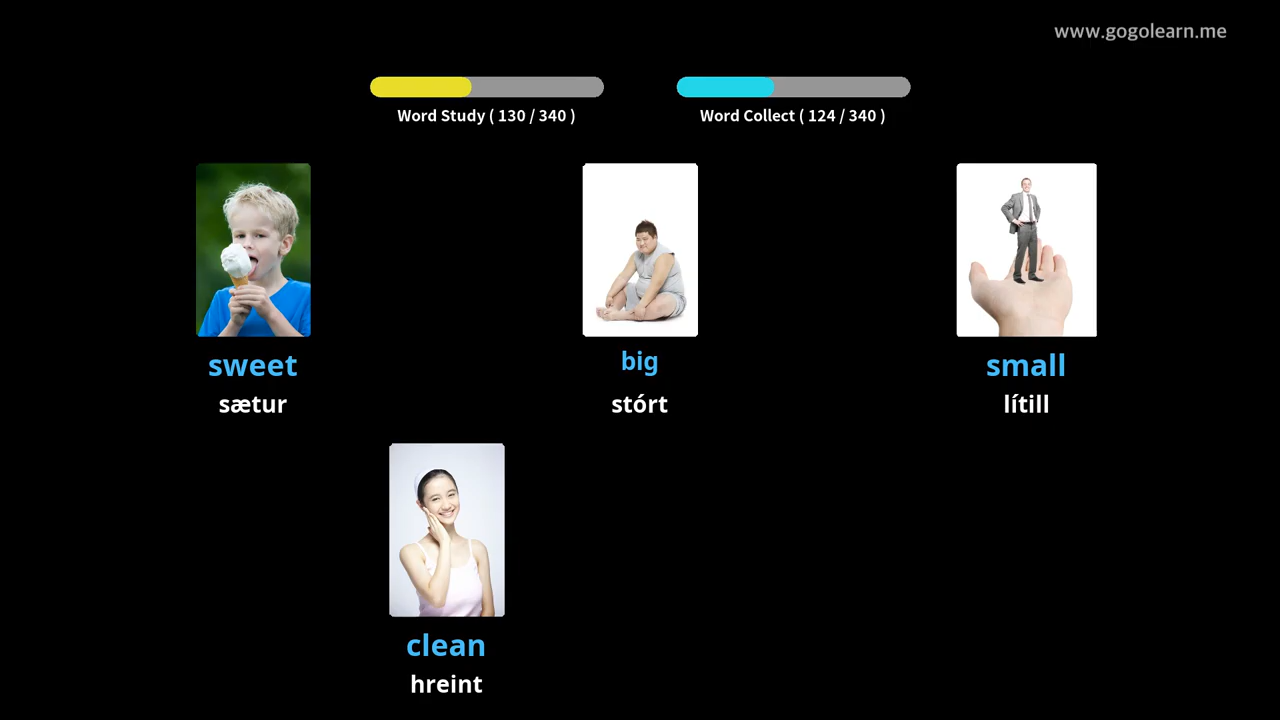 www.gogolearn.me
Word Study ( 130 / 340 )
Word Collect ( 124 / 340 )
sweet
sætur
big
stórt
small
lítill
clean
hreint